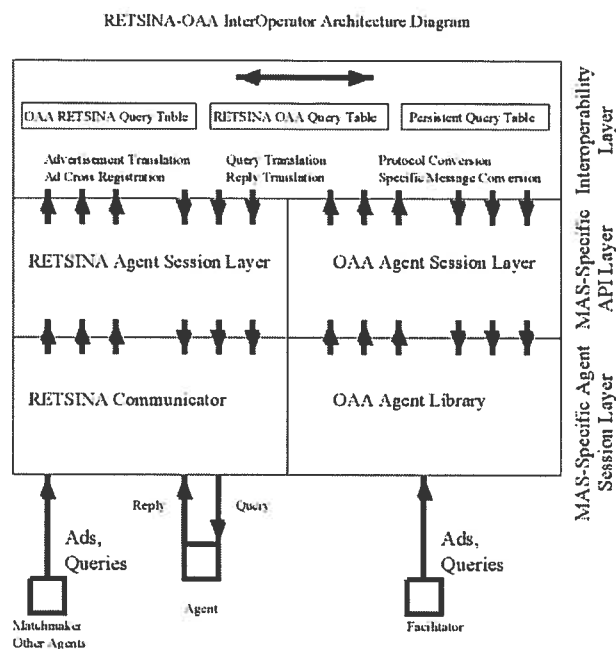 RETSINA-OAA InterOperator Architecture Diagram
OAA RETSINA Query Table
RETSINA OAA Query Table
Persistent Query Table
Advertisement Translation
Ad Cross Registration
Query Translation
Reply Translation
Protocol Conversion
Specific Message Conversion
Interoperability
Layer
RETSINA Agent Session Layer
OAA Agent Session Layer
MAS-Specific
API Layer
RETSINA Communicator
OAA Agent Library
MAS-Specific Agent
Session Layer
Reply
Query
Ads,
Queries
Ads,
Queries
Agent
Matchmaker
Other Agents
Facilitator